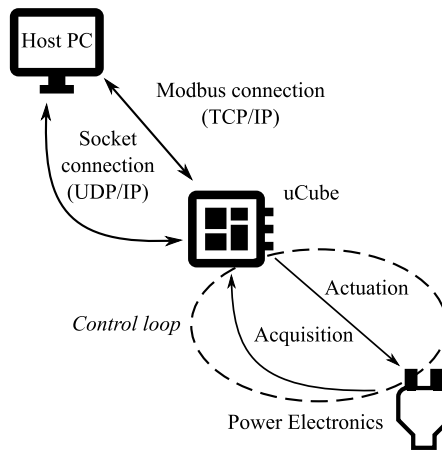 Host PC
Modbus connection
(TCP/IP)
Socket
connection
(UDP/IP)
uCube
Actuation
Control loop
Acquisition
Power Electronics